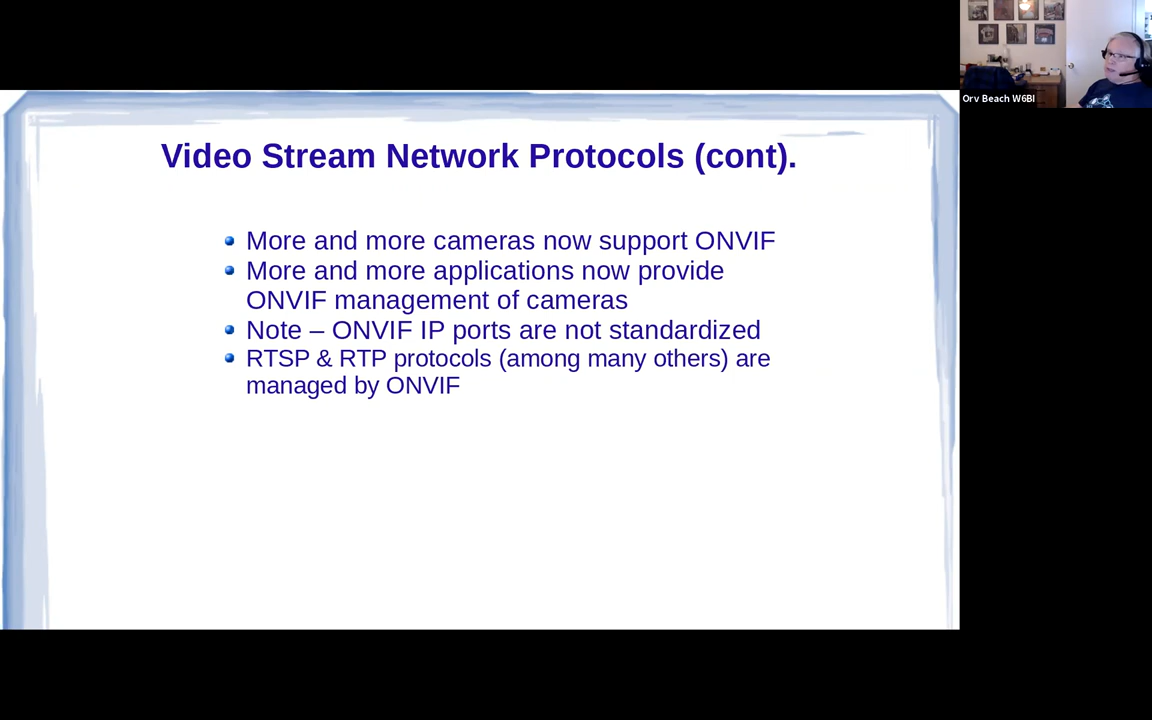 Orv Beach W6BI
Video Stream Network Protocols (cont).
More and more cameras now support ONVIF
More and more applications now provide
ONVIF management of cameras
Note – ONVIF IP ports are not standardized
RTSP & RTP protocols (among many others) are
managed by ONVIF